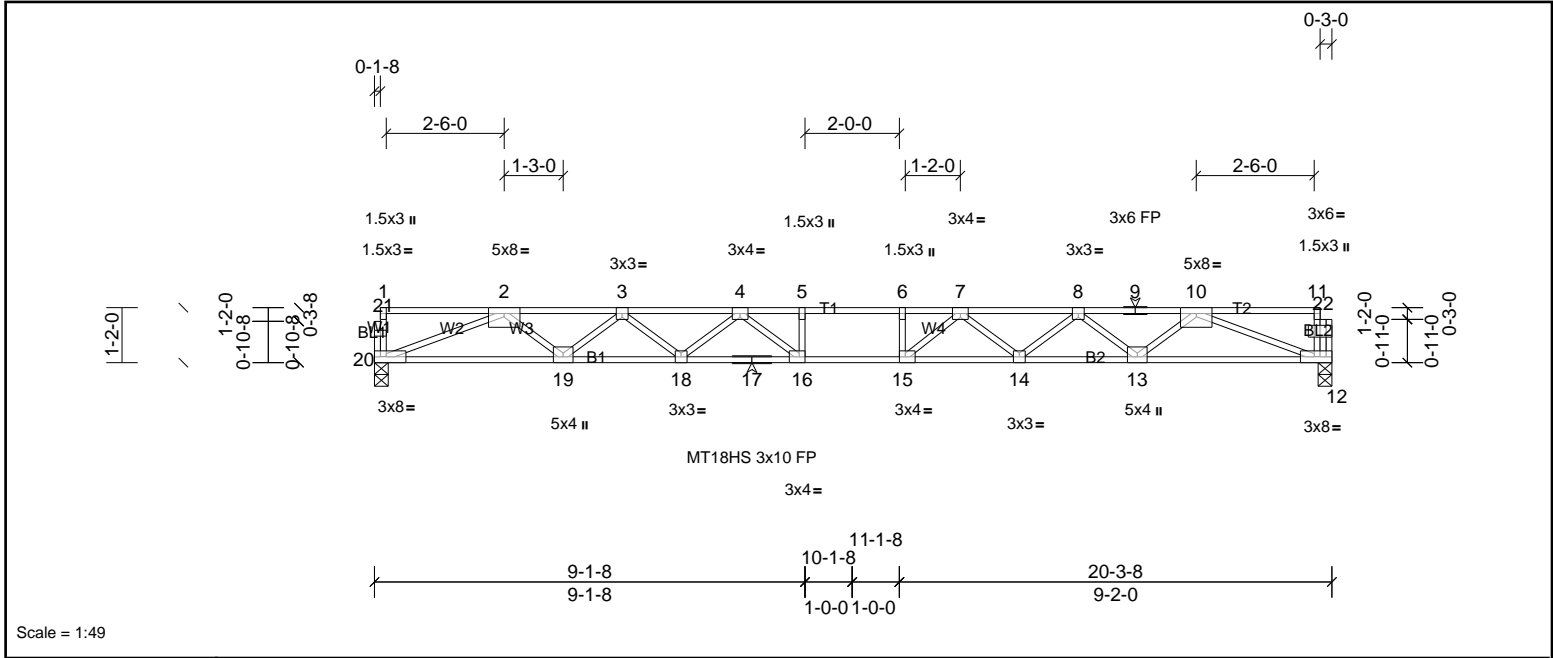 0-3-0
0-1-8
2-6-0
2-0-0
1-3-0
1-2-0
2-6-0
1.5x3 II
1.5x3 II
3x4 =
3x6 FP
3x6 =
1.5x3 =
5x8 =
3x4 =
1.5x3 II
1.5x3 II
3x3 =
3x3 =
5x8 =
1 2 3 4 5 6 7 8 9 10 11
21 T1 T2 22
W1 W2 W3 W4
BL1 BL2
20 B1 B2
19 18 17 16 15 14 13
12
1-2-0
1-2-0
0-10-8
0-10-8
0-3-8
1-2-0
0-11-0
0-11-0
0-3-0
3x8 =
3x3 =
3x4 =
5x4 II
5x4 II
3x3 =
3x8 =
MT18HS 3x10 FP
3x4 =
11-1-8
9-1-8 10-1-8 20-3-8
9-1-8 1-0-0 1-0-0 9-2-0
Scale = 1:49